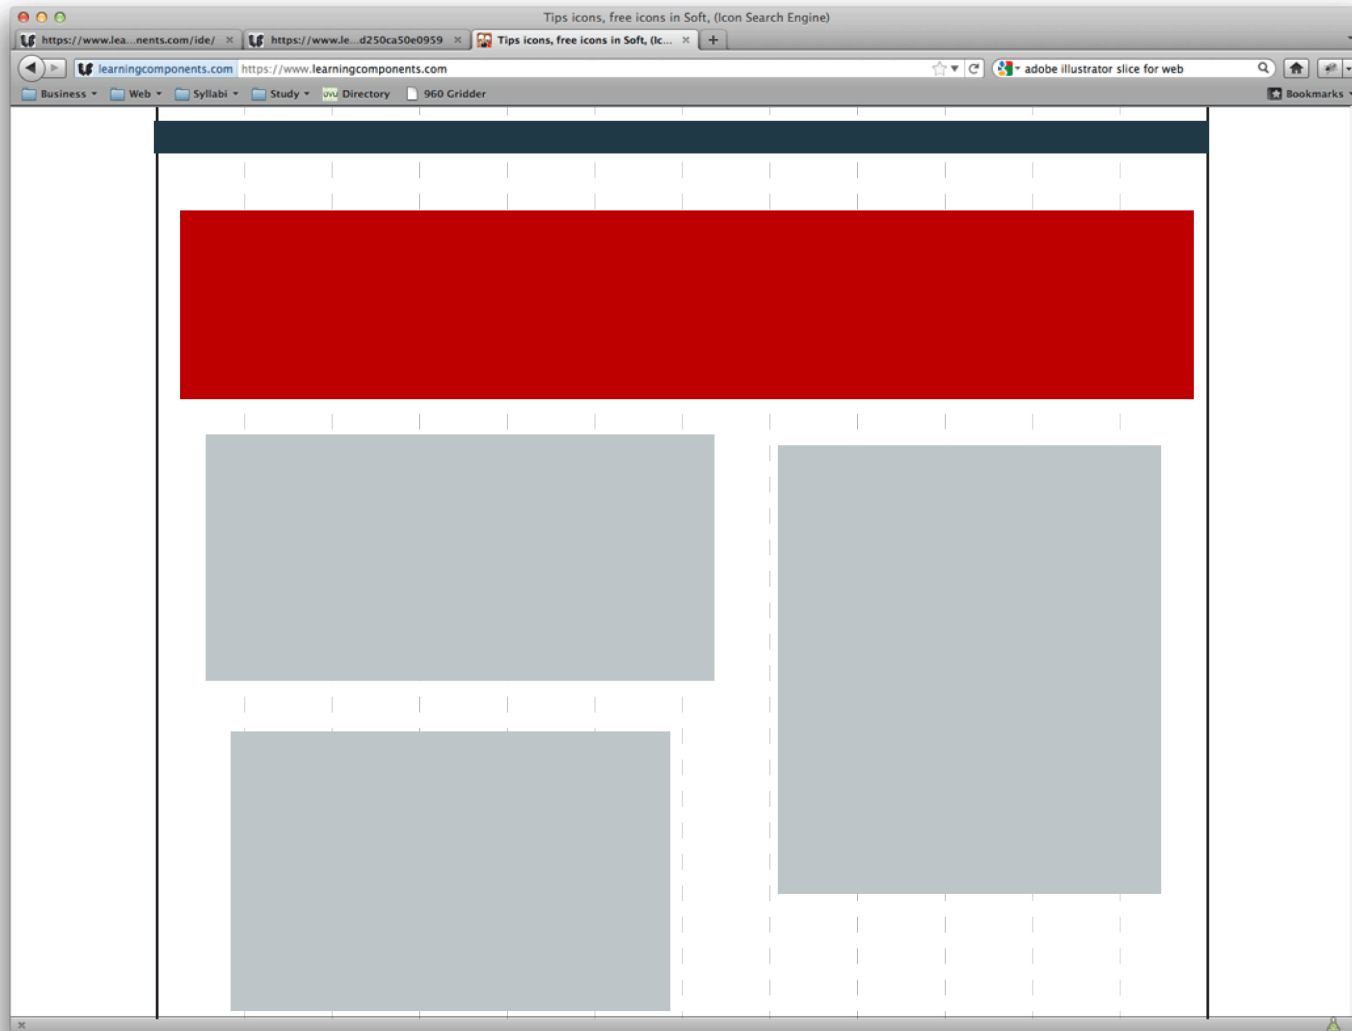 Tips icons, free icons in Soft, (Icon Search Engine)
https://www.lea...nents.com/ide/ https://www.le...d250ca50e0959 Tips icons, free icons in Soft, (Ic...
learningcomponents.com https://www.learningcomponents.com adobe illustrator slice for web
Business Web Syllabi Study OVU Directory 960 Gridder Bookmarks